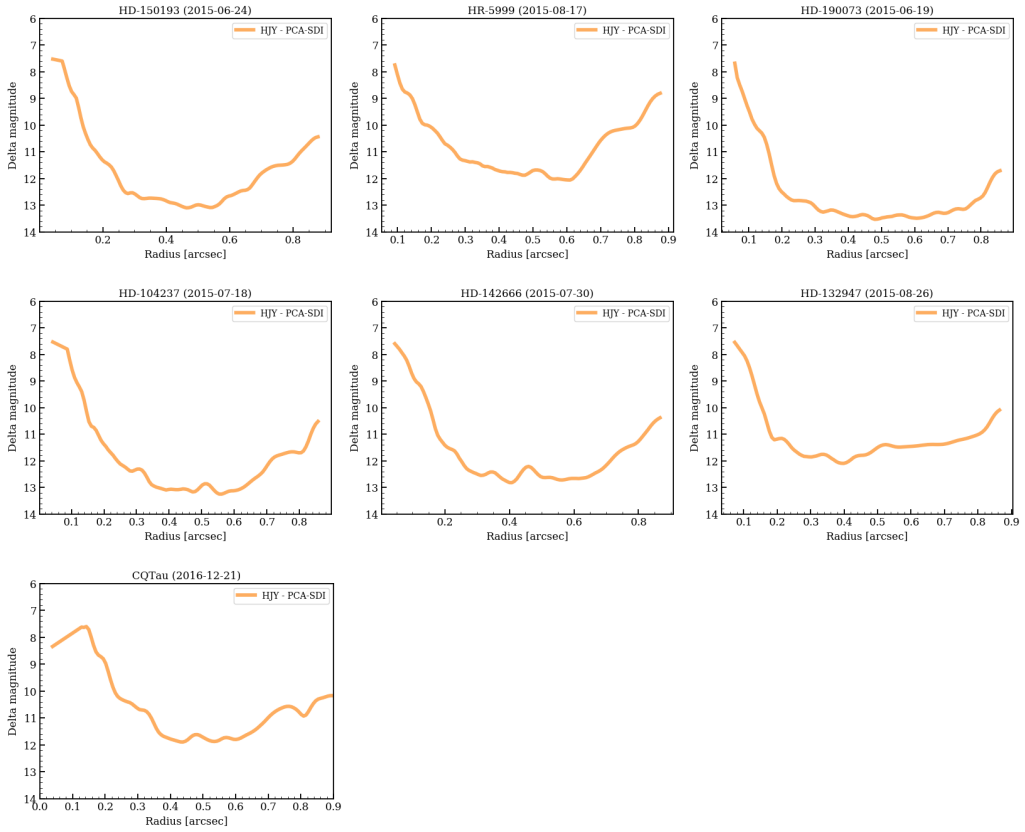 HD-150193 (2015-06-24)
HJY - PCA-SDI
Delta magnitude
6
7
8
9
10
11
12
13
14
0.2 0.4 0.6 0.8
Radius [arcsec]
HR-5999 (2015-08-17)
HJY - PCA-SDI
Delta magnitude
6
7
8
9
10
11
12
13
14
0.1 0.2 0.3 0.4 0.5 0.6 0.7 0.8 0.9
Radius [arcsec]
HD-190073 (2015-06-19)
HJY - PCA-SDI
Delta magnitude
6
7
8
9
10
11
12
13
14
0.1 0.2 0.3 0.4 0.5 0.6 0.7 0.8
Radius [arcsec]
HD-104237 (2015-07-18)
HJY - PCA-SDI
Delta magnitude
6
7
8
9
10
11
12
13
14
0.1 0.2 0.3 0.4 0.5 0.6 0.7 0.8
Radius [arcsec]
HD-142666 (2015-07-30)
HJY - PCA-SDI
Delta magnitude
6
7
8
9
10
11
12
13
14
0.2 0.4 0.6 0.8
Radius [arcsec]
HD-132947 (2015-08-26)
HJY - PCA-SDI
Delta magnitude
6
7
8
9
10
11
12
13
14
0.1 0.2 0.3 0.4 0.5 0.6 0.7 0.8 0.9
Radius [arcsec]
CQTau (2016-12-21)
HJY - PCA-SDI
Delta magnitude
6
7
8
9
10
11
12
13
14
0.0 0.1 0.2 0.3 0.4 0.5 0.6 0.7 0.8 0.9
Radius [arcsec]